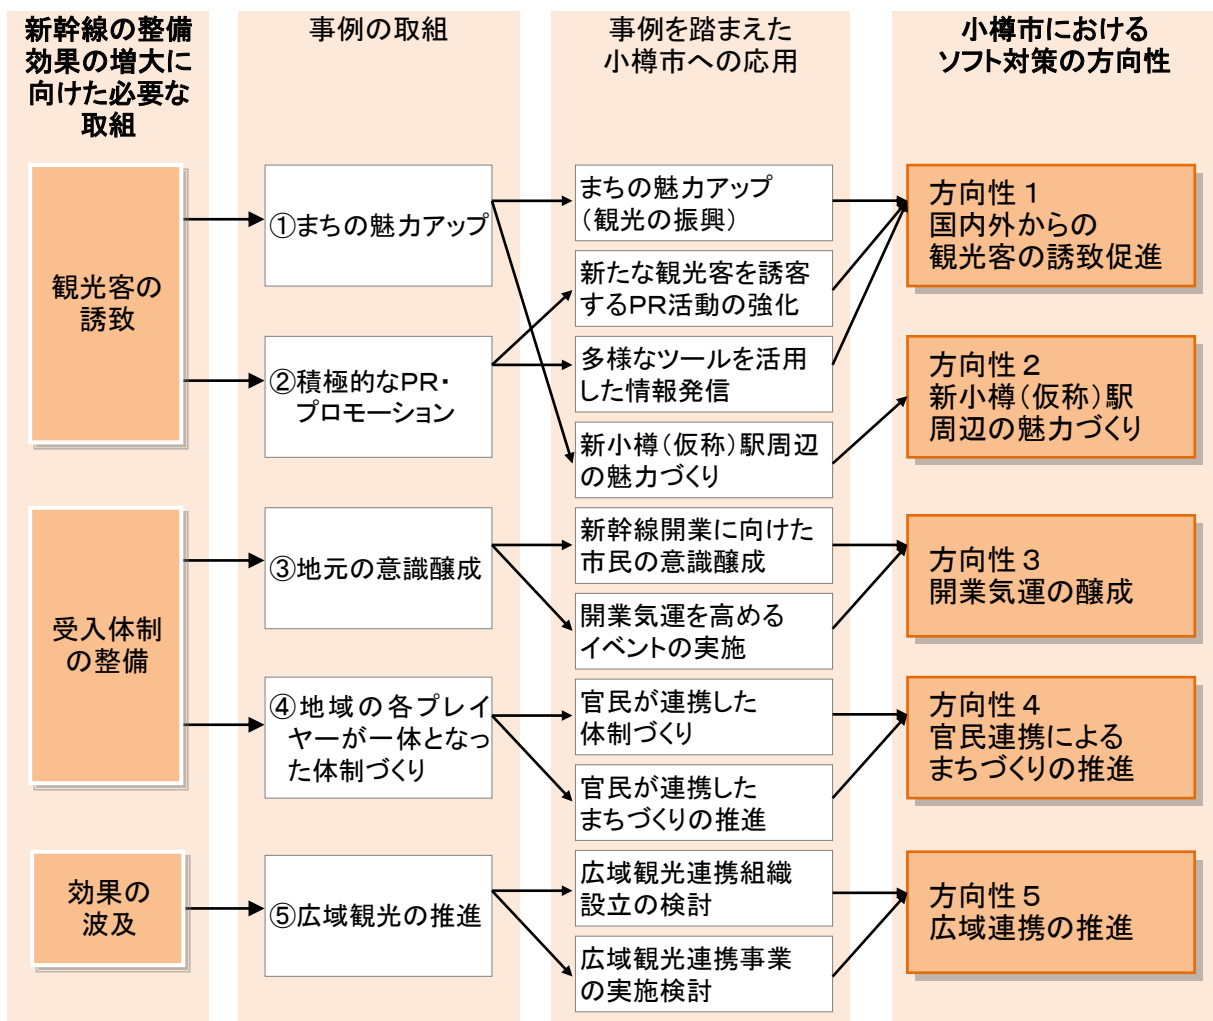 新幹線の整備
効果の増大に
向けた必要な
取組
事例の取組
事例を踏まえた
小樽市への応用
小樽市における
ソフト対策の方向性
観光客の
誘致
受入体制
の整備
効果の
波及
①まちの魅力アップ
②積極的なPR・
プロモーション
③地元の意識醸成
④地域の各プレイ
ヤーが一体となっ
た体制づくり
⑤広域観光の推進
まちの魅力アップ
（観光の振興）
新たな観光客を誘客
するPR活動の強化
多様なツールを活用
した情報発信
新小樽（仮称）駅周辺
の魅力づくり
新幹線開業に向けた
市民の意識醸成
開業気運を高める
イベントの実施
官民が連携した
体制づくり
官民が連携した
まちづくりの推進
広域観光連携組織
設立の検討
広域観光連携事業
の実施検討
方向性１
国内外からの
観光客の誘致促進
方向性２
新小樽（仮称）駅
周辺の魅力づくり
方向性３
開業気運の醸成
方向性４
官民連携による
まちづくりの推進
方向性５
広域連携の推進